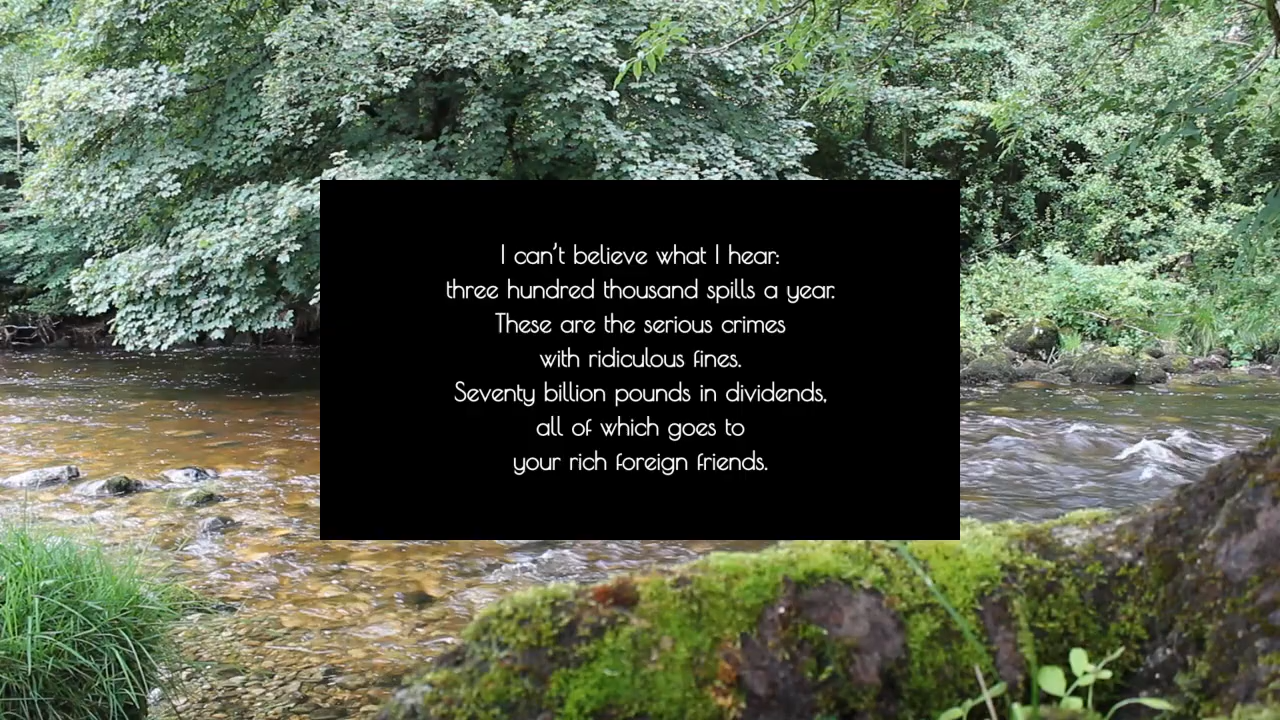 I can't believe what I hear:
three hundred thousand spills a year.
These are the serious crimes
with ridiculous fines.
Seventy billion pounds in dividends,
all of which goes to
your rich foreign friends.